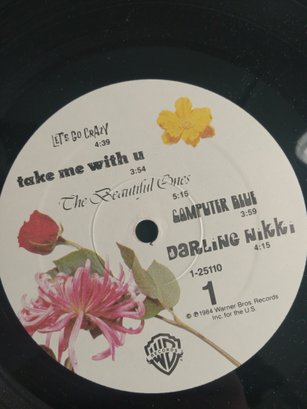 LET'S GO CRAZY
4:39
take me with u
3:54
The Beautiful Ones
5:15
COMPUTER BLUE
3:59
DARLING NIKKI
4:15
1-25110
1
© ℗ 1984 Warner Bros. Records
Inc. for the U.S.
WB
RECORDS